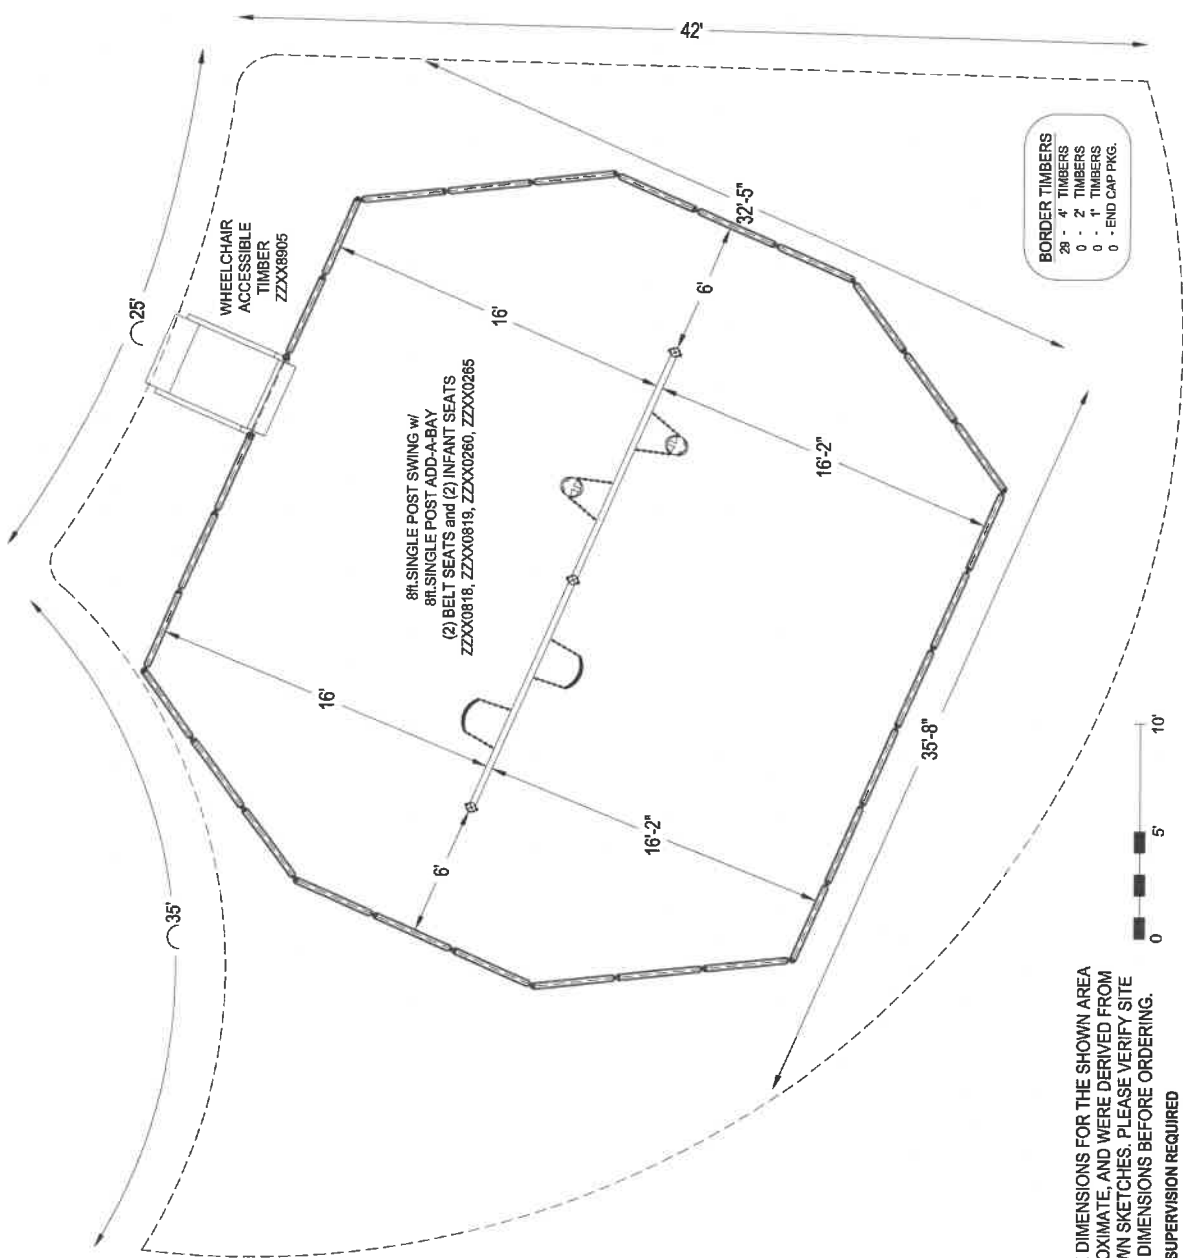 42'
25'
WHEELCHAIR
ACCESSIBLE
TIMBER
ZZXX8905
32'-5"
BORDER TIMBERS
28 - 4' TIMBERS
0 - 2' TIMBERS
0 - 1' TIMBERS
0 - END CAP PKG.
16'
6'
8ft.SINGLE POST SWING w/
8ft.SINGLE POST ADD-A-BAY
(2) BELT SEATS and (2) INFANT SEATS
ZZXX0818, ZZXX0819, ZZXX0260, ZZXX0265
16'-2"
16'
35'-8"
16'-2"
6'
35'
0 5' 10'
DIMENSIONS FOR THE SHOWN AREA
OXIMATE, AND WERE DERIVED FROM
WN SKETCHES. PLEASE VERIFY SITE
DIMENSIONS BEFORE ORDERING.
SUPERVISION REQUIRED